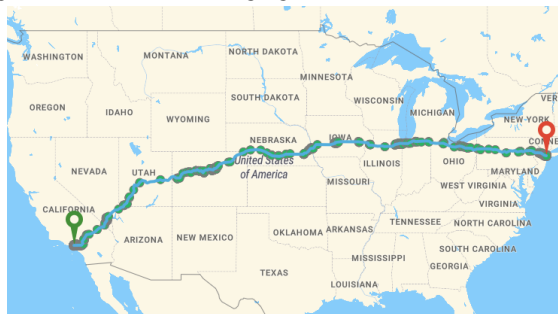 WASHINGTON
MONTANA
NORTH DAKOTA
MINNESOTA
OREGON
IDAHO
SOUTH DAKOTA
WISCONSIN
MICHIGAN
VER
WYOMING
NEW-YORK
NEBRASKA
IOWA
CONNE
NEVADA
UTAH
United States
of America
ILLINOIS
OHIO
MARYLAND
MISSOURI
WEST VIRGINIA
CALIFORNIA
VIRGINIA
ARIZONA
NEW MEXICO
OKLAHOMA
ARKANSAS
TENNESSEE
NORTH CAROLINA
MISSISSIPPI
SOUTH CAROLINA
TEXAS
GEORGIA
LOUISIANA